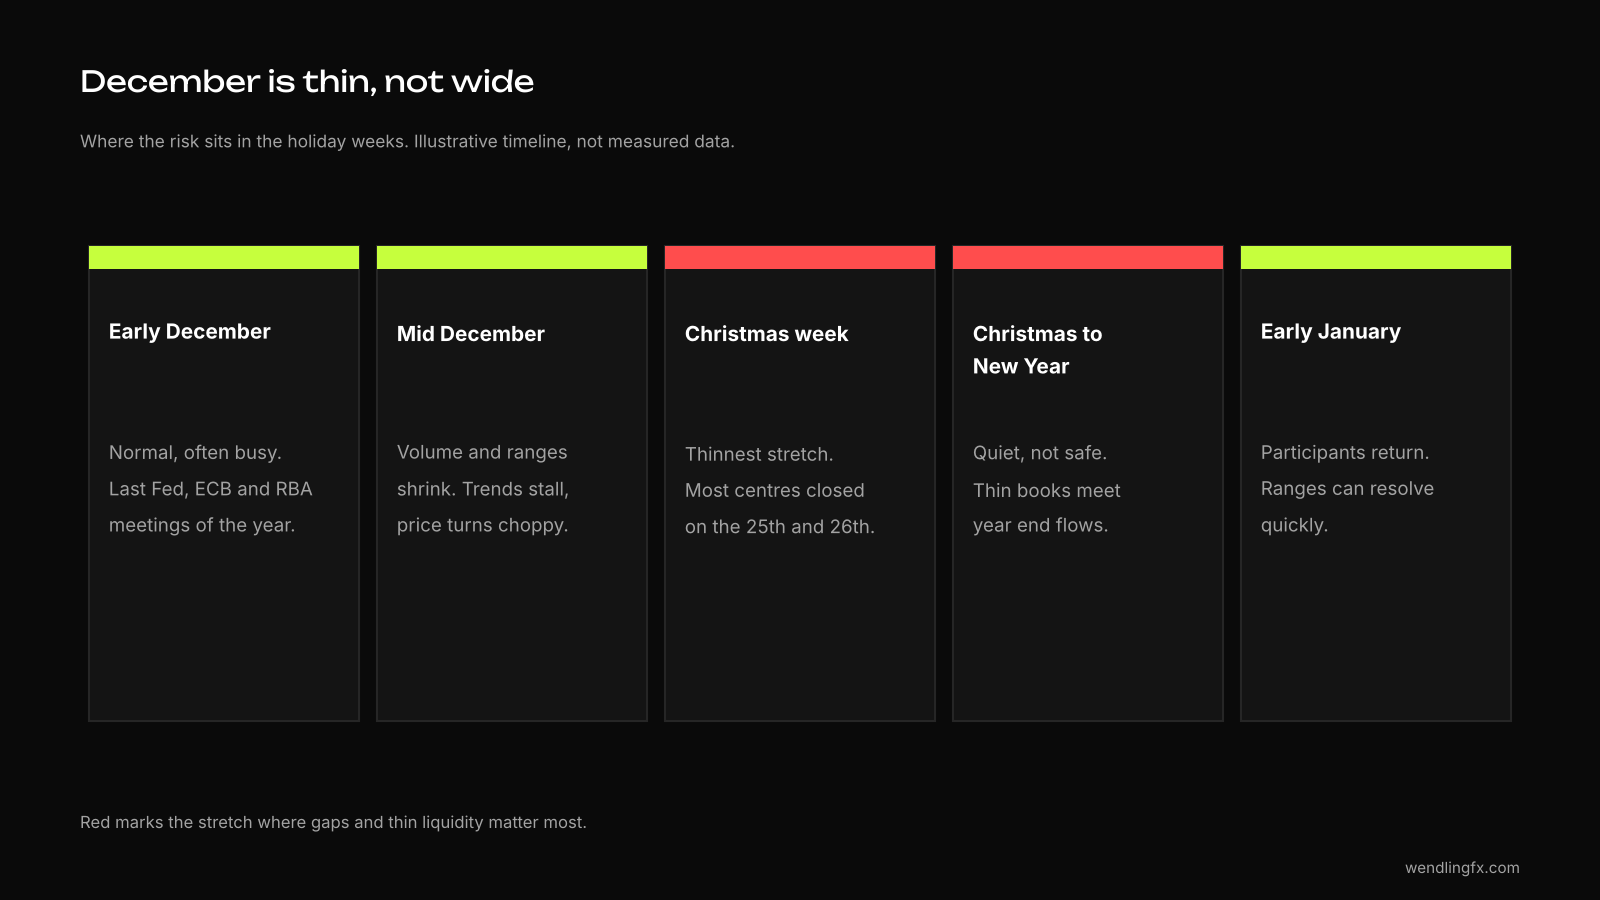 December is thin, not wide
Where the risk sits in the holiday weeks. Illustrative timeline, not measured data.
Early December
Normal, often busy.
Last Fed, ECB and RBA
meetings of the year.
Mid December
Volume and ranges
shrink. Trends stall,
price turns choppy.
Christmas week
Thinnest stretch.
Most centres closed
on the 25th and 26th.
Christmas to
New Year
Quiet, not safe.
Thin books meet
year end flows.
Early January
Participants return.
Ranges can resolve
quickly.
Red marks the stretch where gaps and thin liquidity matter most.
wendlingfx.com